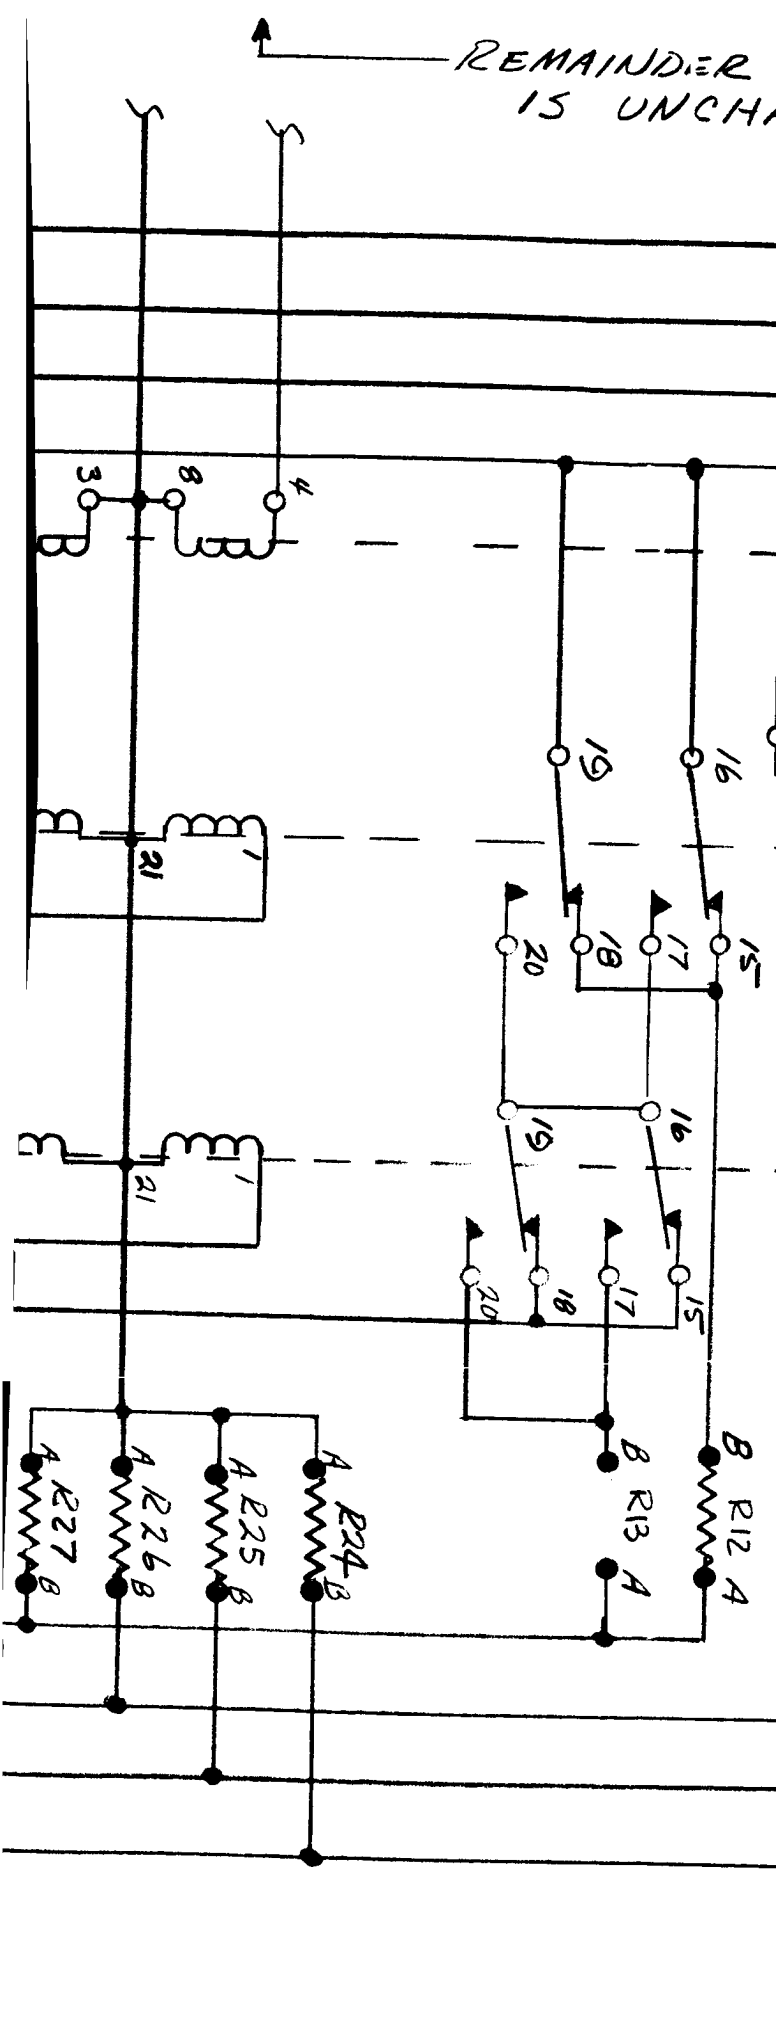 REMAINDER
IS UNCHA
3 8 4
19 16
21 1
20 18 17 15
19 16
21 1
20 18 17 15
B B
A A A A
R27 R26 R25 R24 R13 R12
B B B B A A